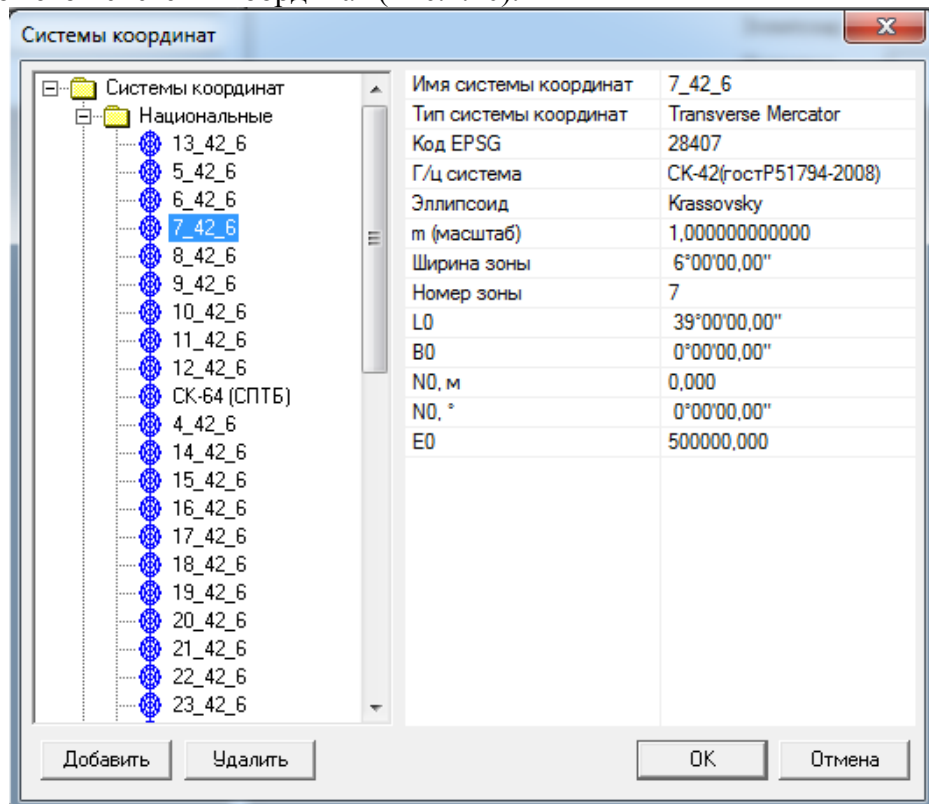 Системы координат
Системы координат
Национальные
13_42_6
5_42_6
6_42_6
7_42_6
8_42_6
9_42_6
10_42_6
11_42_6
12_42_6
СК-64 (СПТБ)
4_42_6
14_42_6
15_42_6
16_42_6
17_42_6
18_42_6
19_42_6
20_42_6
21_42_6
22_42_6
23_42_6
Имя системы координат 7_42_6
Тип системы координат Transverse Mercator
Код EPSG 28407
Г/ц система СК-42(гостР51794-2008)
Эллипсоид Krassovsky
m (масштаб) 1,000000000000
Ширина зоны 6°00'00,00"
Номер зоны 7
L0 39°00'00,00"
B0 0°00'00,00"
N0, м 0,000
N0, ° 0°00'00,00"
E0 500000,000
Добавить Удалить OK Отмена